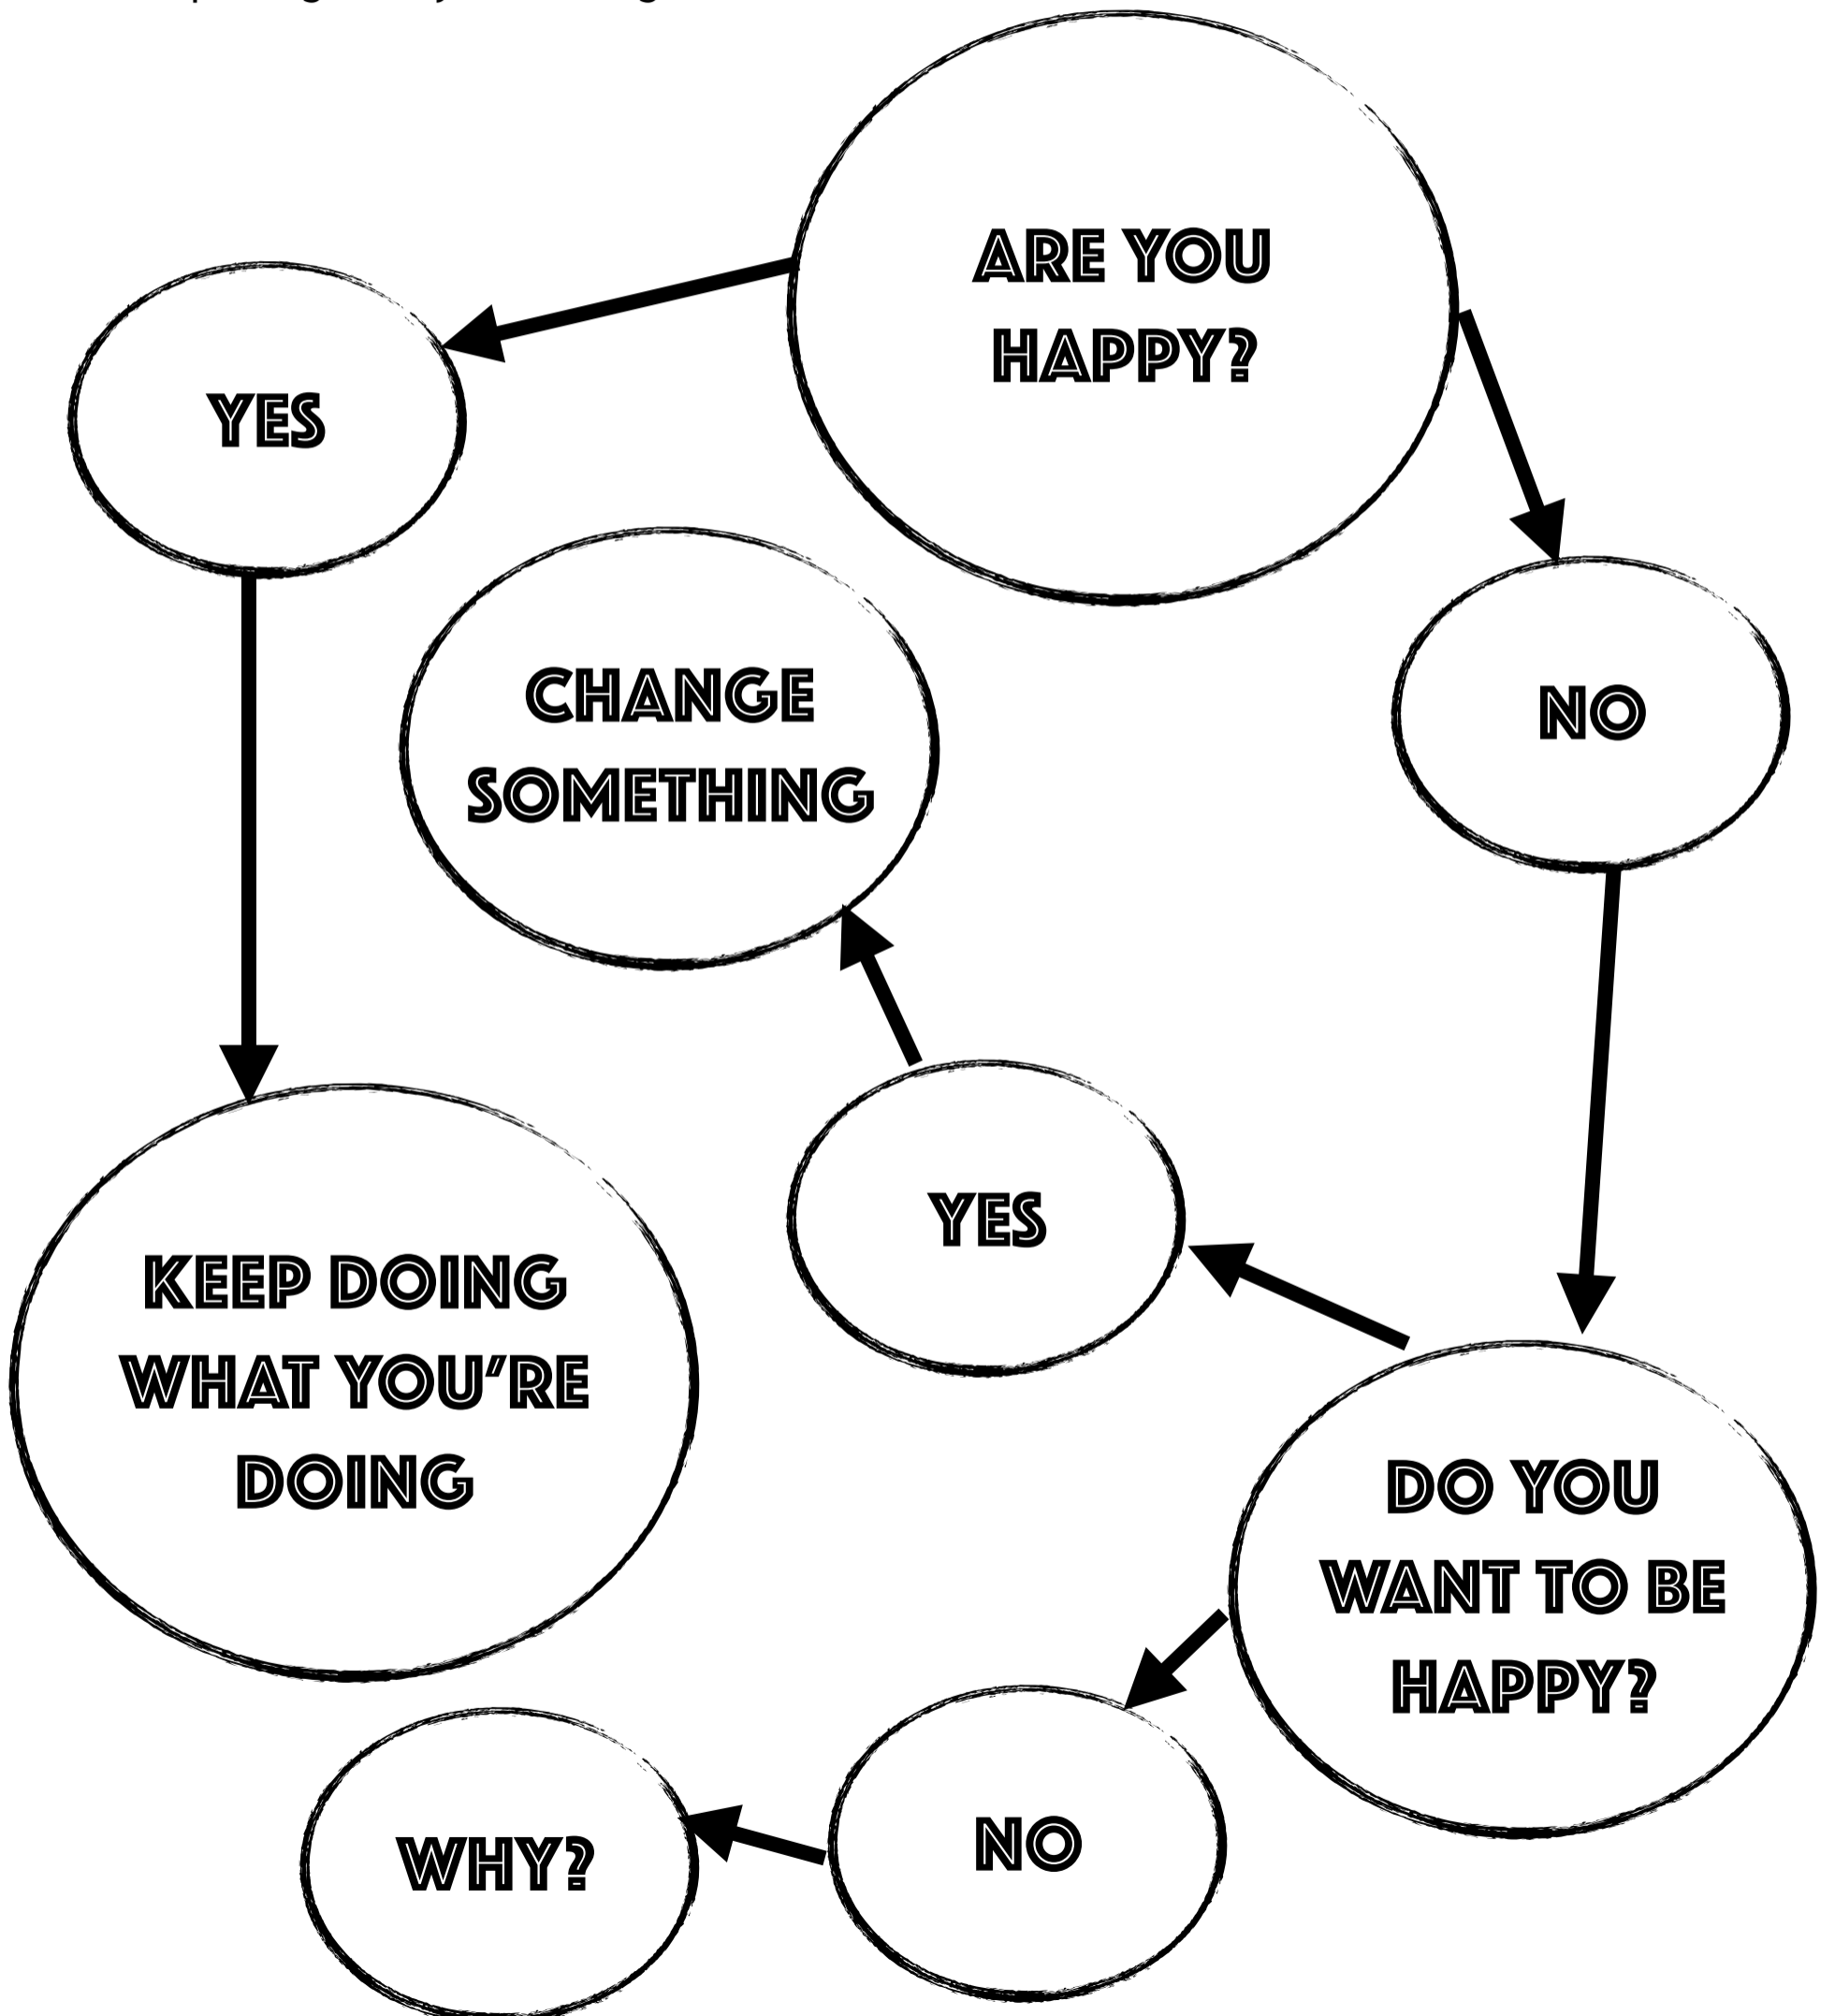 ARE YOU
HAPPY?
YES
NO
CHANGE
SOMETHING
YES
KEEP DOING
WHAT YOU'RE
DOING
DO YOU
WANT TO BE
HAPPY?
NO
WHY?